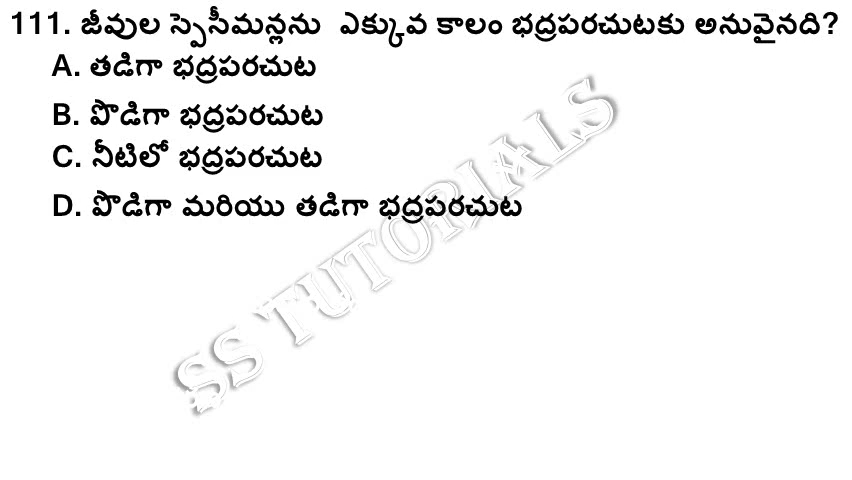 111. జీవుల స్పెసీమన్లను ఎక్కువ కాలం భద్రపరచుటకు అనువైనది?
A. తడిగా భద్రపరచుట
B. పొడిగా భద్రపరచుట
C. నీటిలో భద్రపరచుట
D. పొడిగా మరియు తడిగా భద్రపరచుట
SS TUTORIALS